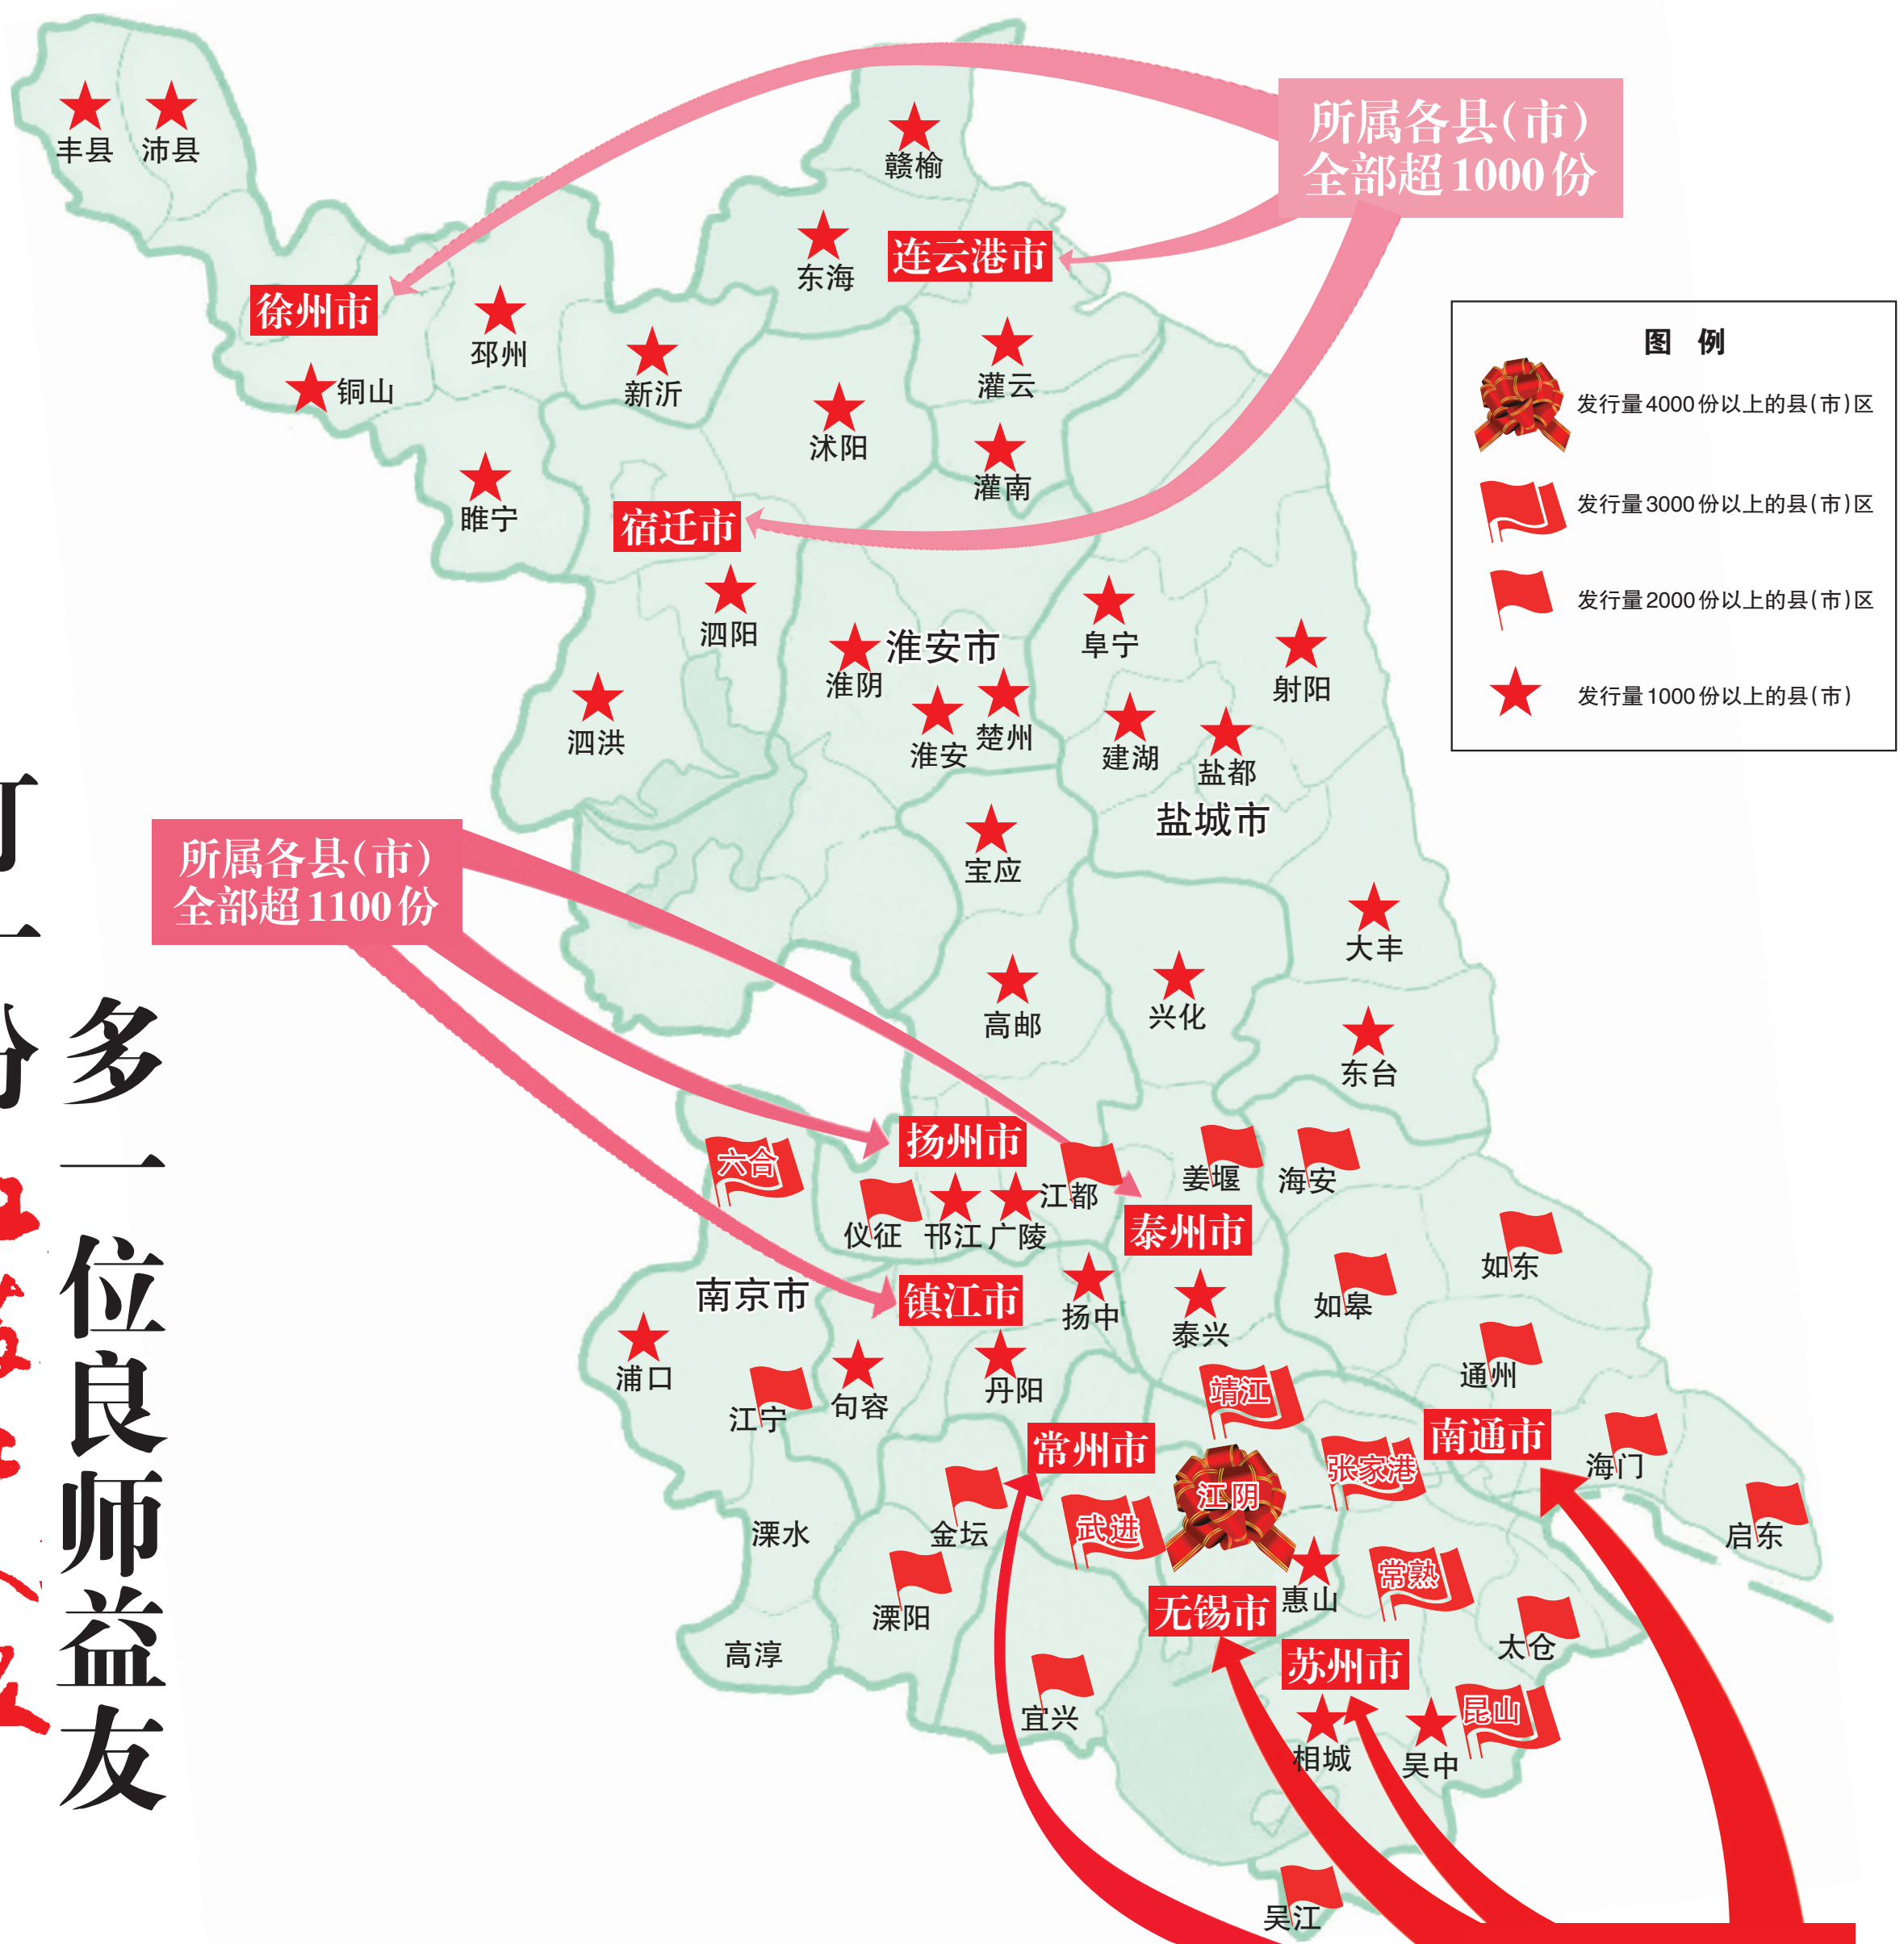 所属各县(市)
全部超1000份
丰县
沛县
赣榆
东海
连云港市
徐州市
邳州
新沂
灌云
铜山
沭阳
灌南
睢宁
宿迁市
图 例
发行量4000份以上的县(市)区
发行量3000份以上的县(市)区
发行量2000份以上的县(市)区
发行量1000份以上的县(市)
泗阳
淮安市
阜宁
淮阴
射阳
泗洪
淮安
楚州
建湖
盐都
盐城市
所属各县(市)
全部超1100份
宝应
大丰
高邮
兴化
东台
扬州市
六合
江都
姜堰
海安
仪征
邗江
广陵
泰州市
如东
南京市
镇江市
扬中
泰兴
如皋
浦口
江宁
句容
丹阳
靖江
通州
常州市
南通市
张家港
海门
江阴
武进
金坛
溧水
启东
常熟
溧阳
无锡市
惠山
太仓
高淳
苏州市
宜兴
昆山
相城
吴中
吴江
多一位良师益友